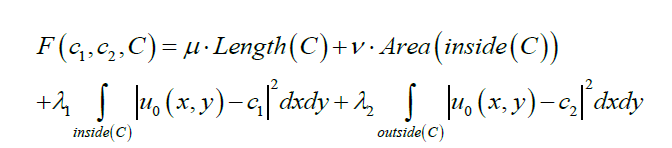 F(c₁,c₂,C)=μ·Length(C)+ν·Area(inside(C))
+λ₁ ∫_{inside(C)} |u₀(x,y)−c₁|² dxdy+λ₂ ∫_{outside(C)} |u₀(x,y)−c₂|² dxdy